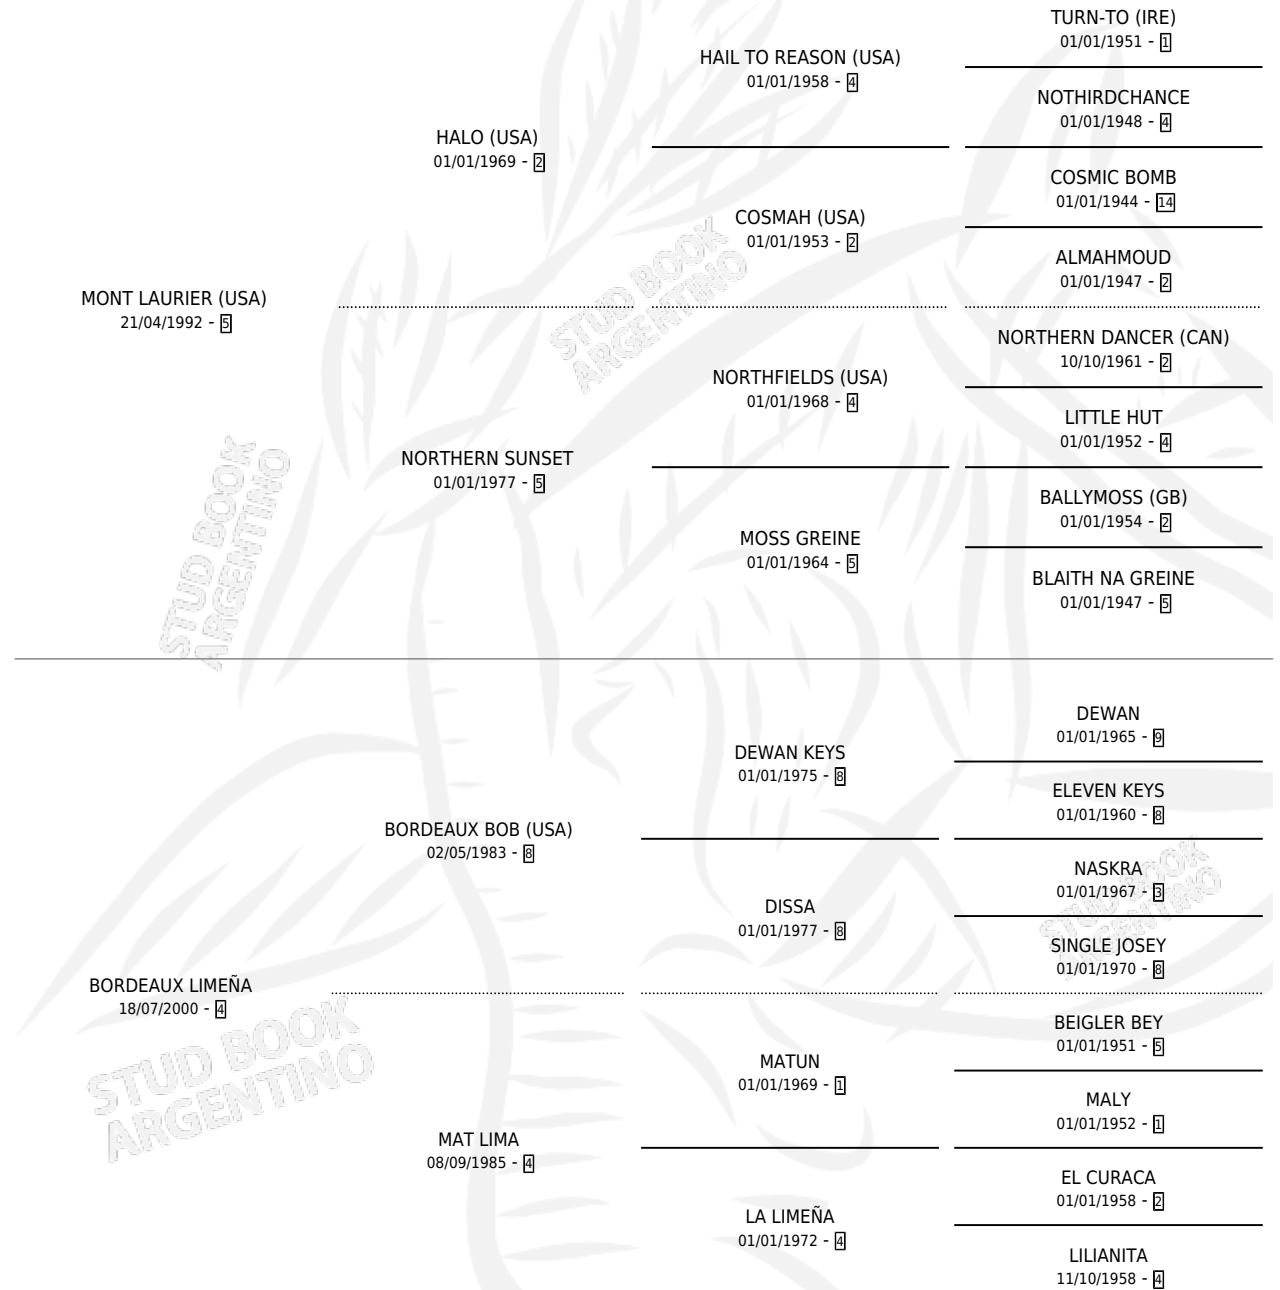 TURN-TO (IRE)
01/01/1951 - 1
HAIL TO REASON (USA)
01/01/1958 - 4
NOTHIRDCHANCE
01/01/1948 - 4
HALO (USA)
01/01/1969 - 2
COSMIC BOMB
01/01/1944 - 14
COSMAH (USA)
01/01/1953 - 2
ALMAHMOUD
01/01/1947 - 2
MONT LAURIER (USA)
21/04/1992 - 5
NORTHERN DANCER (CAN)
10/10/1961 - 2
NORTHFIELDS (USA)
01/01/1968 - 4
LITTLE HUT
01/01/1952 - 4
NORTHERN SUNSET
01/01/1977 - 5
BALLYMOSS (GB)
01/01/1954 - 2
MOSS GREINE
01/01/1964 - 5
BLAITH NA GREINE
01/01/1947 - 5
DEWAN
01/01/1965 - 9
DEWAN KEYS
01/01/1975 - 8
ELEVEN KEYS
01/01/1960 - 8
BORDEAUX BOB (USA)
02/05/1983 - 8
NASKRA
01/01/1967 - 3
DISSA
01/01/1977 - 8
SINGLE JOSEY
01/01/1970 - 8
BORDEAUX LIMEÑA
18/07/2000 - 4
BEIGLER BEY
01/01/1951 - 5
MATUN
01/01/1969 - 1
MALY
01/01/1952 - 1
MAT LIMA
08/09/1985 - 4
EL CURACA
01/01/1958 - 2
LA LIMEÑA
01/01/1972 - 4
LILIANITA
11/10/1958 - 4
STUD BOOK
ARGENTINO
STUD BOOK
ARGENTINO
STUD BOOK
ARGENTINO
STUD BOOK
ARGENTINO